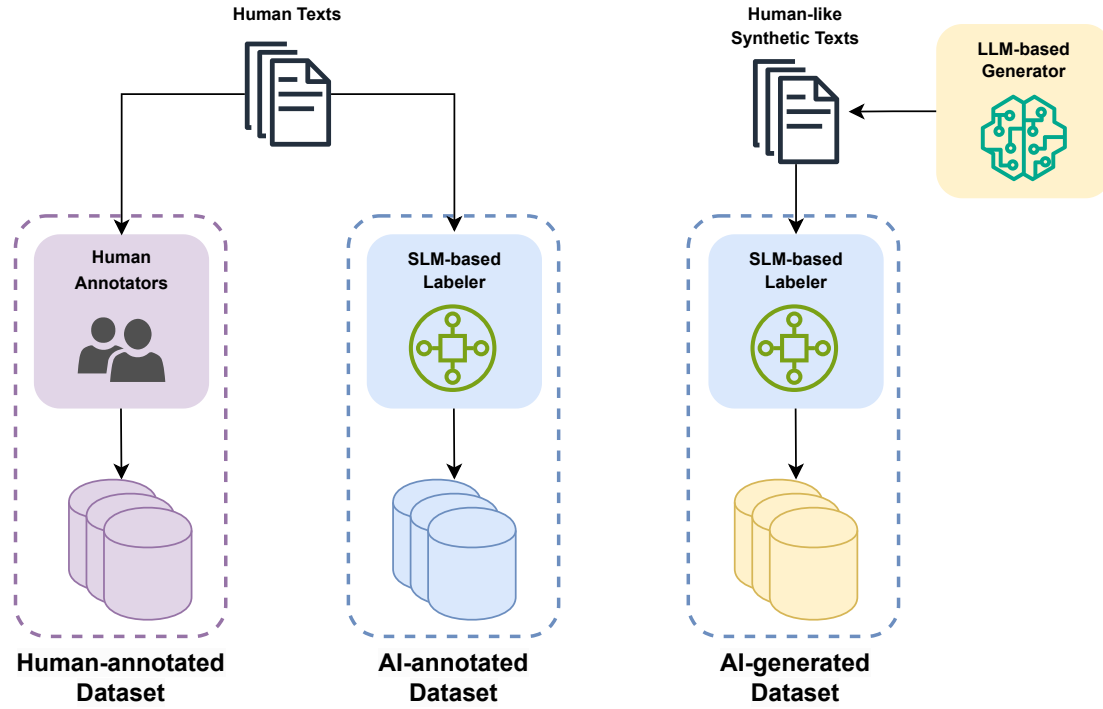 Human Texts
Human-like
Synthetic Texts
LLM-based
Generator
Human
Annotators
SLM-based
Labeler
SLM-based
Labeler
Human-annotated
Dataset
AI-annotated
Dataset
AI-generated
Dataset